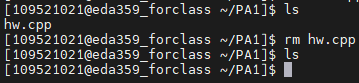 [109521021@eda359_forclass ~/PA1]$ ls
hw.cpp
[109521021@eda359_forclass ~/PA1]$ rm hw.cpp
[109521021@eda359_forclass ~/PA1]$ ls
[109521021@eda359_forclass ~/PA1]$